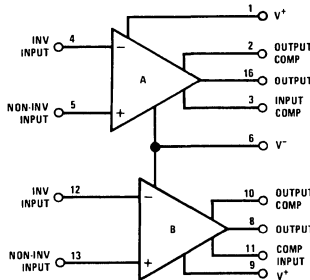 1 V+
INV INPUT 4 −
2 OUTPUT COMP
A
16 OUTPUT
NON-INV INPUT 5 +
3 INPUT COMP
6 V−
INV INPUT 12 −
10 OUTPUT COMP
B
8 OUTPUT
NON-INV INPUT 13 +
11 COMP INPUT
9 V+